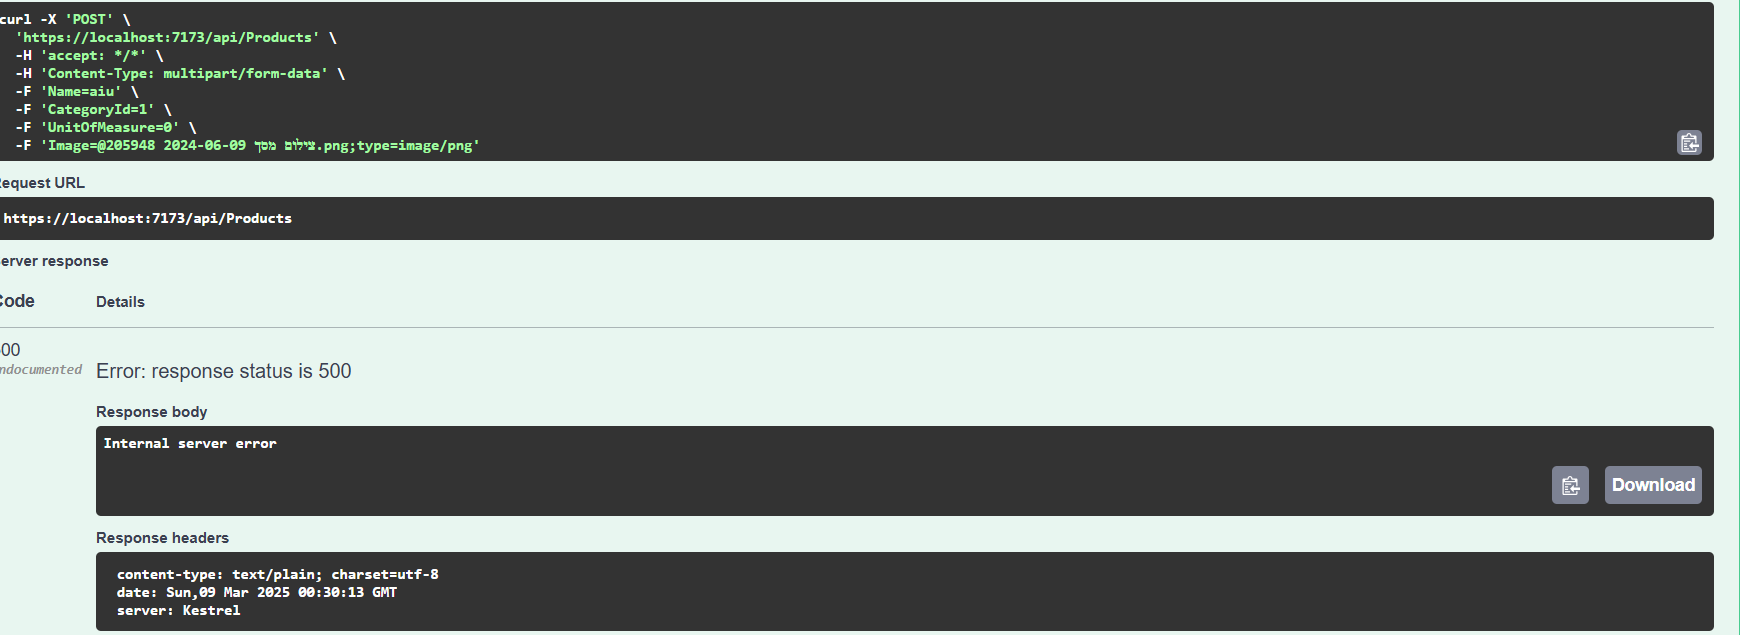 curl -X 'POST' \
'https://localhost:7173/api/Products' \
-H 'accept: */*' \
-H 'Content-Type: multipart/form-data' \
-F 'Name=aiu' \
-F 'CategoryId=1' \
-F 'UnitOfMeasure=0' \
-F 'Image=@צילום מסך 2024-06-09 205948.png;type=image/png'
equest URL
https://localhost:7173/api/Products
erver response
Code
Details
00
ndocumented
Error: response status is 500
Response body
Internal server error
Download
Response headers
content-type: text/plain; charset=utf-8
date: Sun,09 Mar 2025 00:30:13 GMT
server: Kestrel